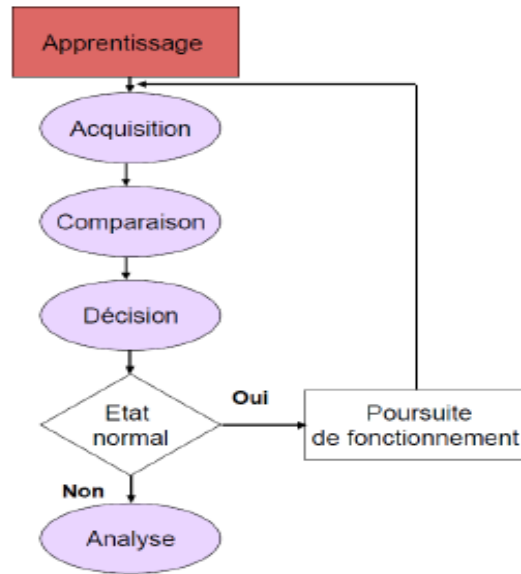 Apprentissage
Acquisition
Comparaison
Décision
Etat
normal
Oui
Poursuite
de fonctionnement
Non
Analyse